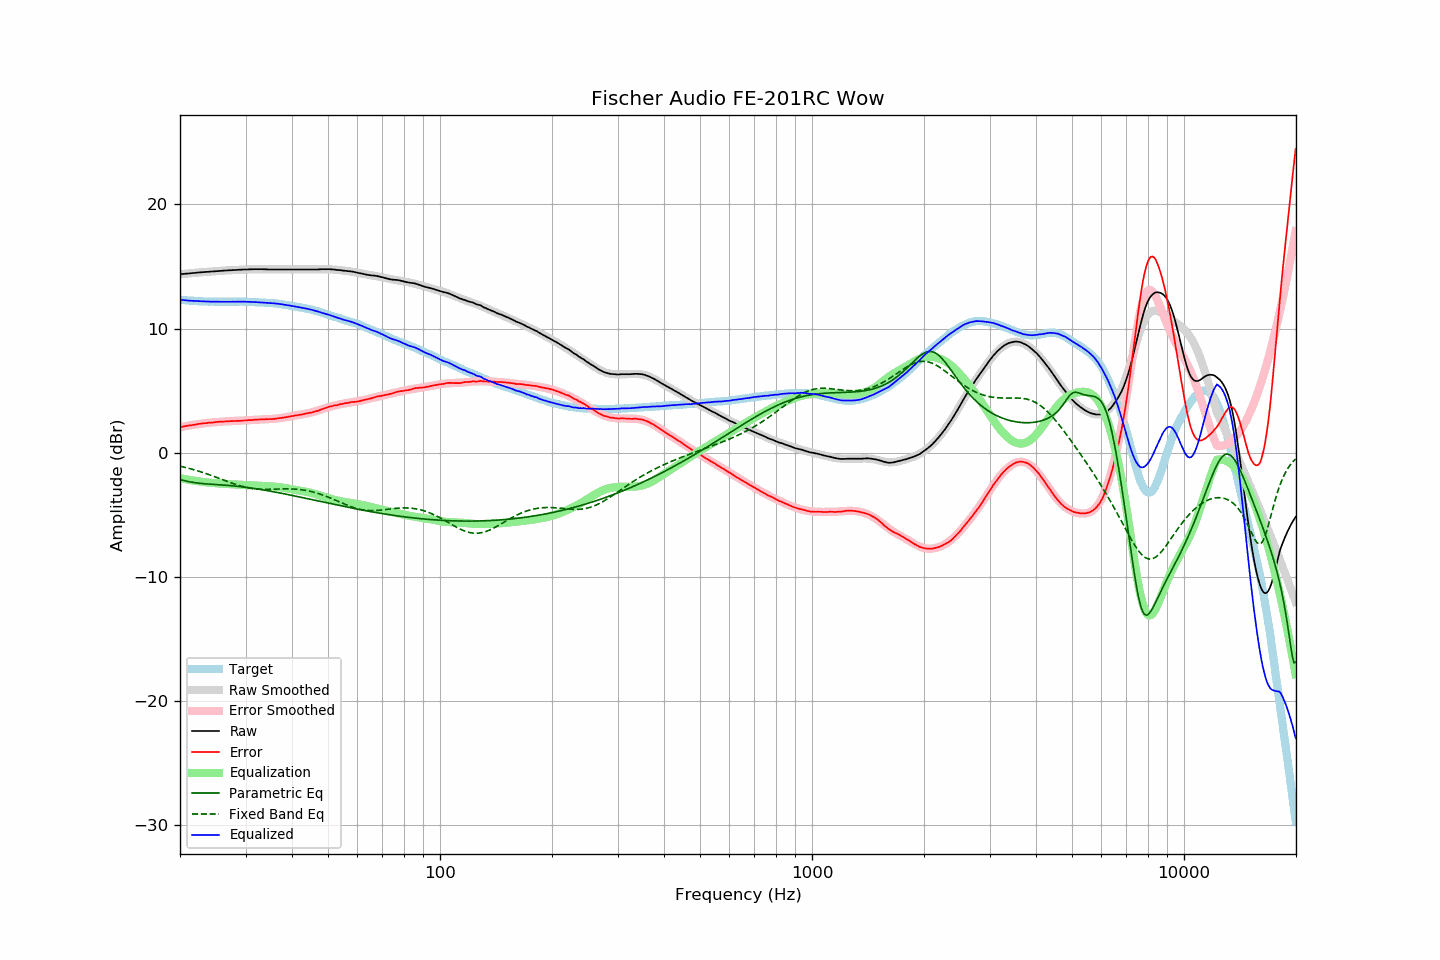 Fischer Audio FE-201RC Wow
Amplitude (dBr)
20
10
0
−10
−20
−30
Target
Raw Smoothed
Error Smoothed
Raw
Error
Equalization
Parametric Eq
Fixed Band Eq
Equalized
100
1000
10000
Frequency (Hz)